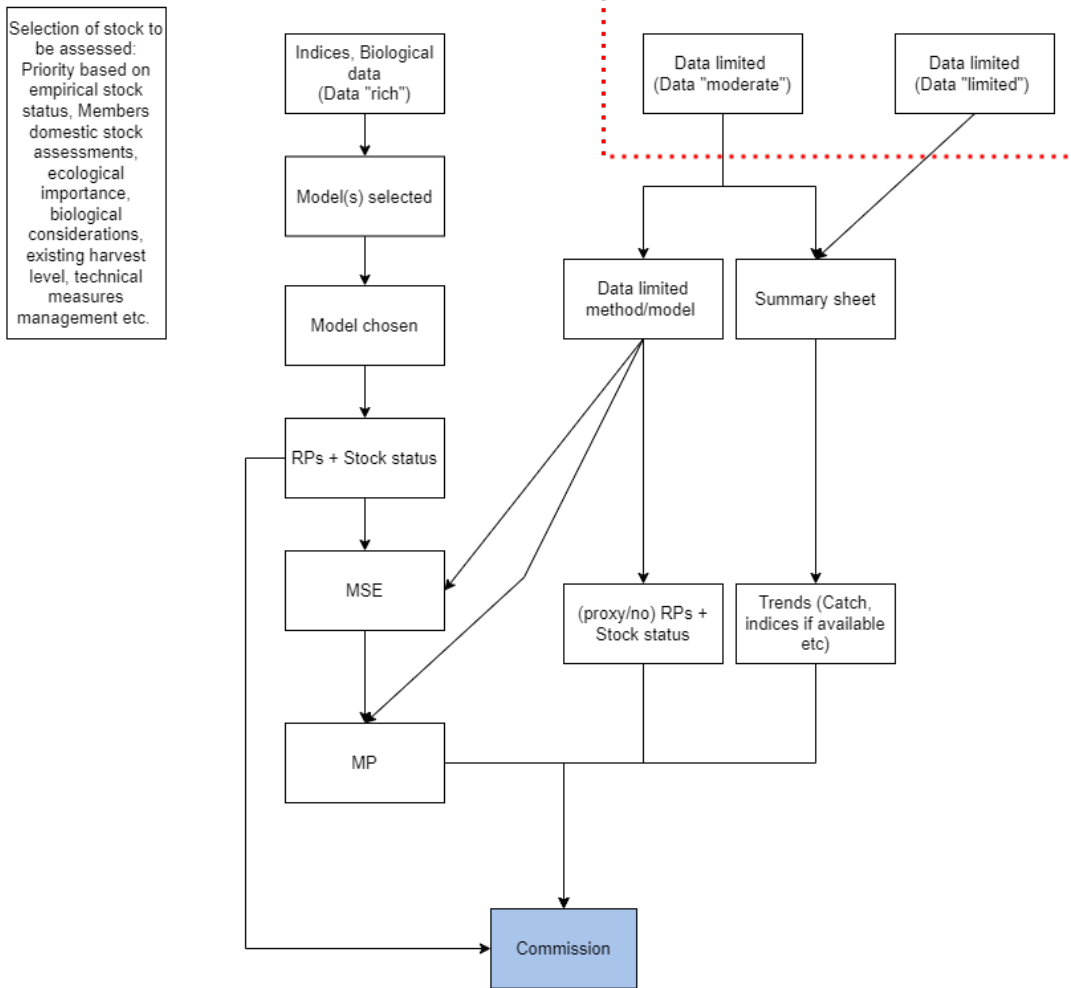 Selection of stock to
be assessed:
Priority based on
empirical stock
status, Members
domestic stock
assessments,
ecological
importance,
biological
considerations,
existing harvest
level, technical
measures
management etc.
Indices, Biological
data
(Data "rich")
Data limited
(Data "moderate")
Data limited
(Data "limited")
Model(s) selected
Model chosen
Data limited
method/model
Summary sheet
RPs + Stock status
MSE
(proxy/no) RPs +
Stock status
Trends (Catch,
indices if available
etc)
MP
Commission